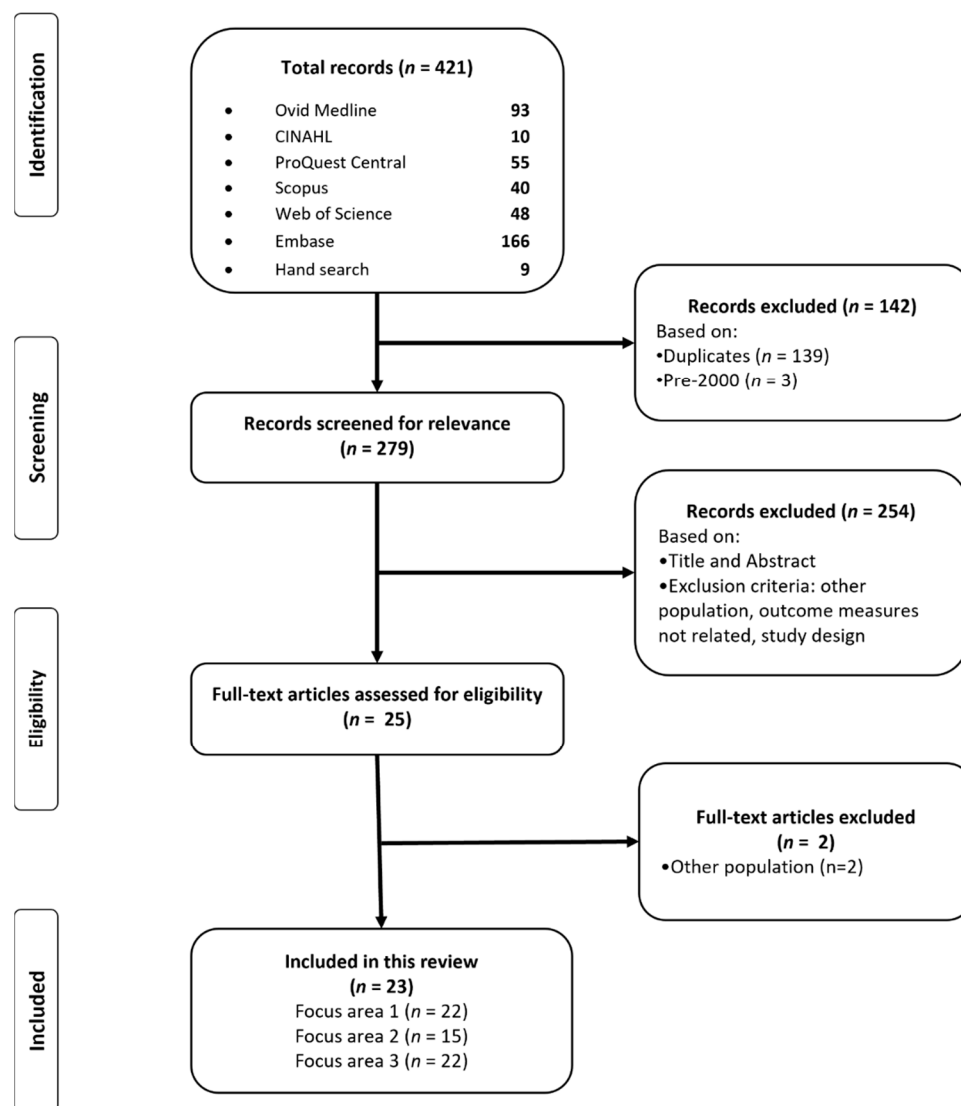 Identification
Total records (n = 421)
• Ovid Medline 93
• CINAHL 10
• ProQuest Central 55
• Scopus 40
• Web of Science 48
• Embase 166
• Hand search 9
Records excluded (n = 142)
Based on:
•Duplicates (n = 139)
•Pre-2000 (n = 3)
Screening
Records screened for relevance
(n = 279)
Records excluded (n = 254)
Based on:
•Title and Abstract
•Exclusion criteria: other
population, outcome measures
not related, study design
Eligibility
Full-text articles assessed for eligibility
(n = 25)
Full-text articles excluded
(n = 2)
•Other population (n=2)
Included
Included in this review
(n = 23)
Focus area 1 (n = 22)
Focus area 2 (n = 15)
Focus area 3 (n = 22)